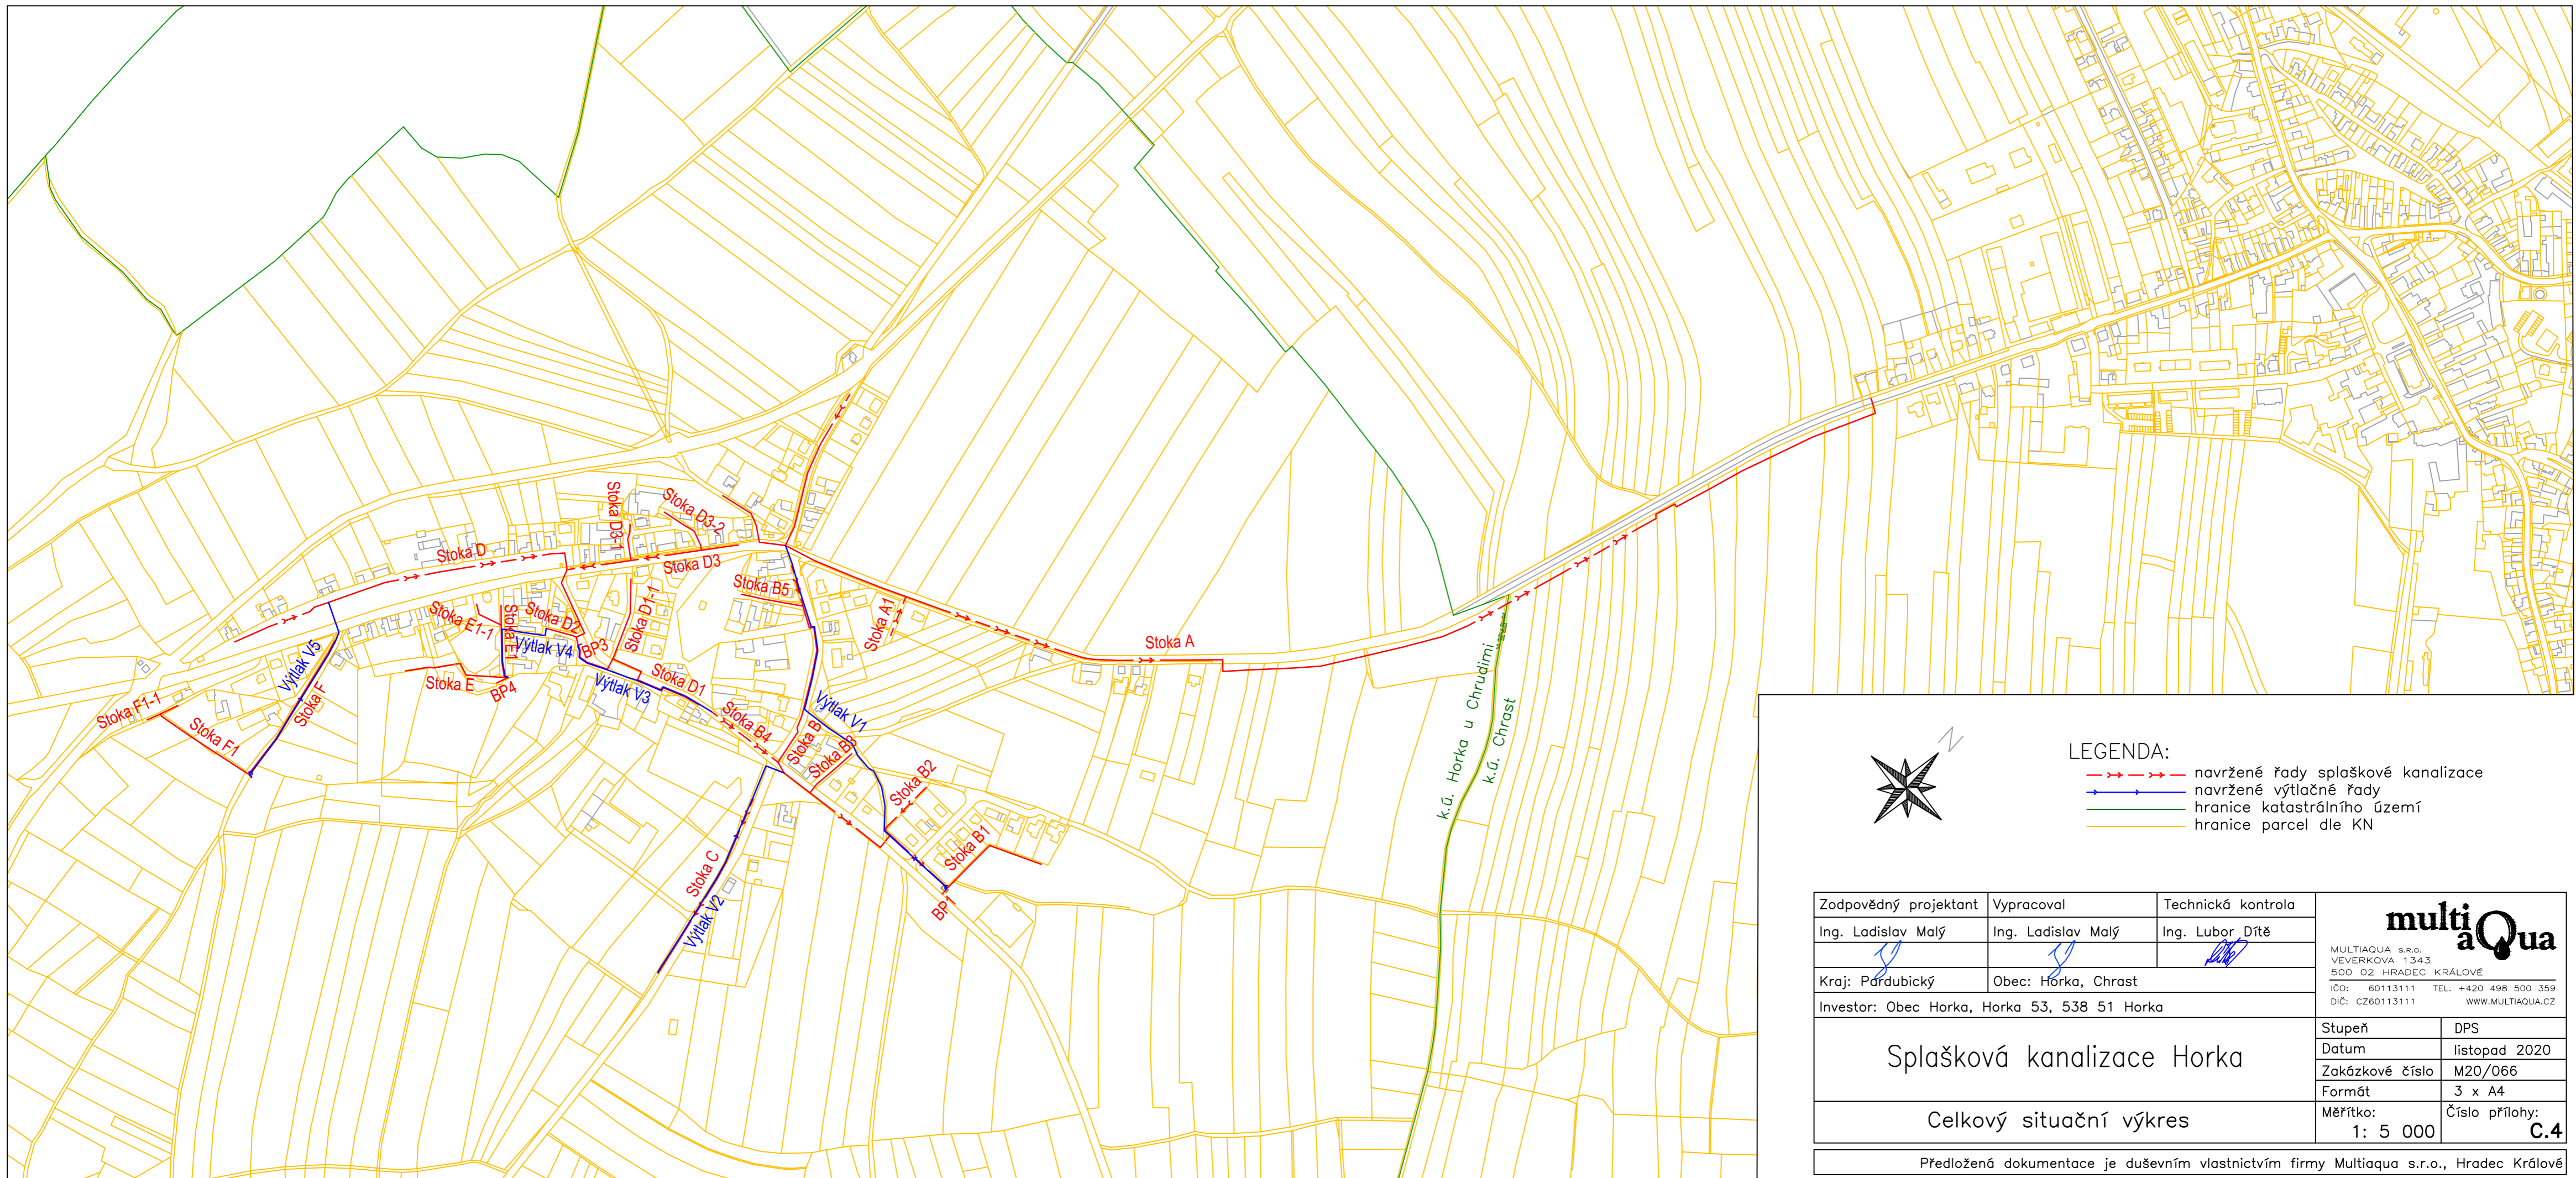 Stoka D3-1
Stoka D3-2
Stoka D
Stoka D3
Stoka B5
Stoka D1-1
Stoka A1
Stoka E1-1
Stoka E1
Stoka D2
Výtlak V4
BP3
Stoka A
Výtlak V5
Stoka F
Stoka E
BP4
Výtlak V3
Stoka D1
Stoka F1-1
Stoka F1
Stoka B4
Stoka B
Výtlak V1
Stoka B3
Stoka B2
Stoka B1
BP1
Stoka C
Výtlak V2
k.ú. Horka u Chrudimi
k.ú. Chrast
N
LEGENDA:
navržené řady splaškové kanalizace
navržené výtlačné řady
hranice katastrálního území
hranice parcel dle KN
Zodpovědný projektant
Vypracoval
Technická kontrola
Ing. Ladislav Malý
Ing. Ladislav Malý
Ing. Lubor Dítě
Kraj: Pardubický
Obec: Horka, Chrast
Investor: Obec Horka, Horka 53, 538 51 Horka
multi
aQua
MULTIAQUA s.r.o.
VEVERKOVA 1343
500 02 HRADEC KRÁLOVÉ
IČO: 60113111 TEL. +420 498 500 359
DIČ: CZ60113111 WWW.MULTIAQUA.CZ
Splašková kanalizace Horka
Celkový situační výkres
Stupeň DPS
Datum listopad 2020
Zakázkové číslo M20/066
Formát 3 x A4
Měřítko:
1: 5 000
Číslo přílohy:
C.4
Předložená dokumentace je duševním vlastnictvím firmy Multiaqua s.r.o., Hradec Králové